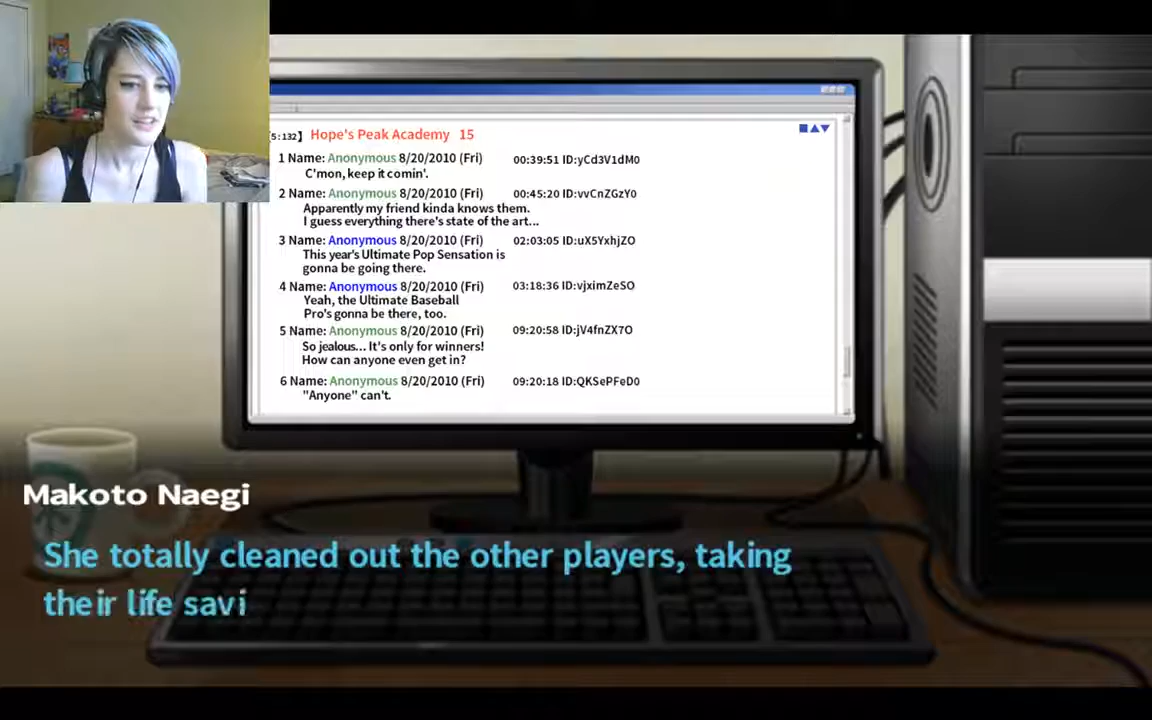 [5:132] Hope's Peak Academy 15
1 Name: Anonymous 8/20/2010 (Fri) 00:39:51 ID:yCd3V1dM0
C'mon, keep it comin'.
2 Name: Anonymous 8/20/2010 (Fri) 00:45:20 ID:vvCnZGzY0
Apparently my friend kinda knows them.
I guess everything there's state of the art...
3 Name: Anonymous 8/20/2010 (Fri) 02:03:05 ID:uX5YxhjZO
This year's Ultimate Pop Sensation is
gonna be going there.
4 Name: Anonymous 8/20/2010 (Fri) 03:18:36 ID:vjximZeSO
Yeah, the Ultimate Baseball
Pro's gonna be there, too.
5 Name: Anonymous 8/20/2010 (Fri) 09:20:58 ID:jV4fnZX7O
So jealous... It's only for winners!
How can anyone even get in?
6 Name: Anonymous 8/20/2010 (Fri) 09:20:18 ID:QKSePFeD0
"Anyone" can't.
Makoto Naegi
She totally cleaned out the other players, taking
their life savi